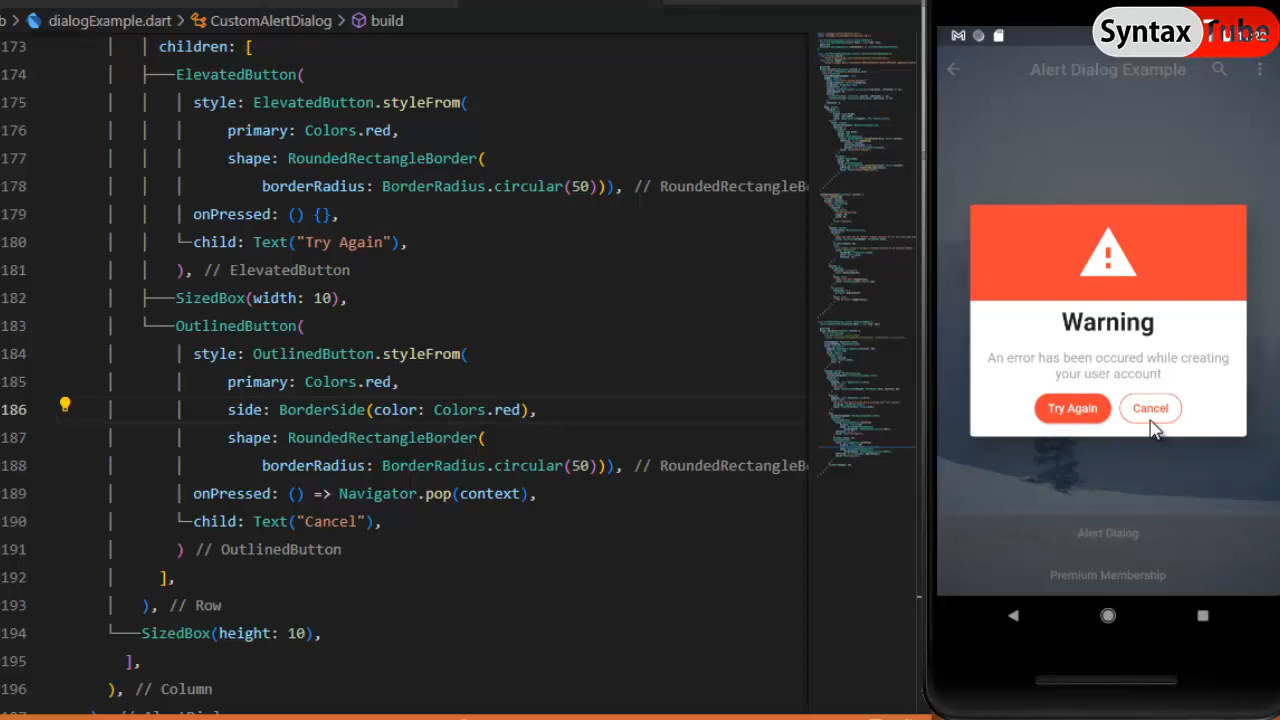 b > dialogExample.dart > CustomAlertDialog > build
173 children: [
174 ElevatedButton(
175 style: ElevatedButton.styleFrom(
176 primary: Colors.red,
177 shape: RoundedRectangleBorder(
178 borderRadius: BorderRadius.circular(50))), // RoundedRectangleBo
179 onPressed: () {},
180 child: Text("Try Again"),
181 ), // ElevatedButton
182 SizedBox(width: 10),
183 OutlinedButton(
184 style: OutlinedButton.styleFrom(
185 primary: Colors.red,
186 side: BorderSide(color: Colors.red),
187 shape: RoundedRectangleBorder(
188 borderRadius: BorderRadius.circular(50))), // RoundedRectangleBo
189 onPressed: () => Navigator.pop(context),
190 child: Text("Cancel"),
191 ) // OutlinedButton
192 ],
193 ), // Row
194 SizedBox(height: 10),
195 ],
196 ), // Column
Syntax Tube
Alert Dialog Example
Warning
An error has been occured while creating
your user account
Try Again Cancel
Alert Dialog
Premium Membership